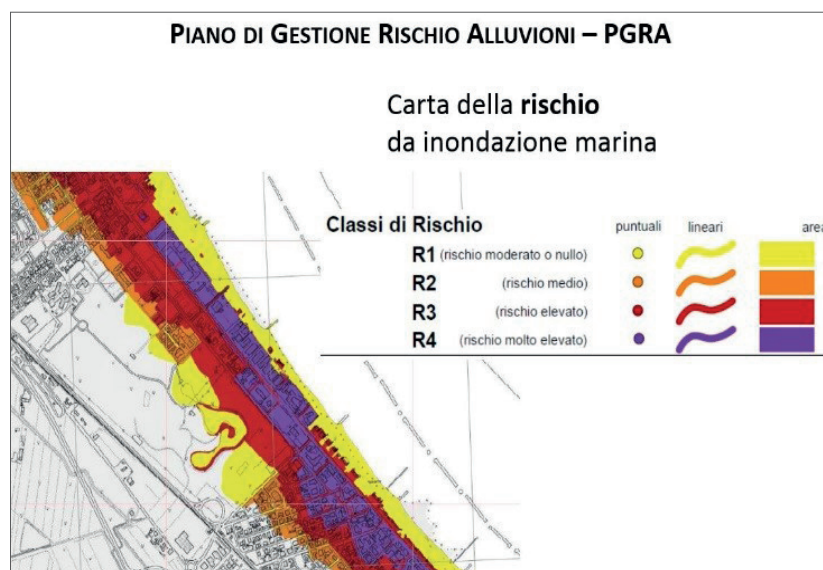 PIANO DI GESTIONE RISCHIO ALLUVIONI – PGRA
Carta della rischio
da inondazione marina
Classi di Rischio puntuali lineari area
R1 (rischio moderato o nullo)
R2 (rischio medio)
R3 (rischio elevato)
R4 (rischio molto elevato)